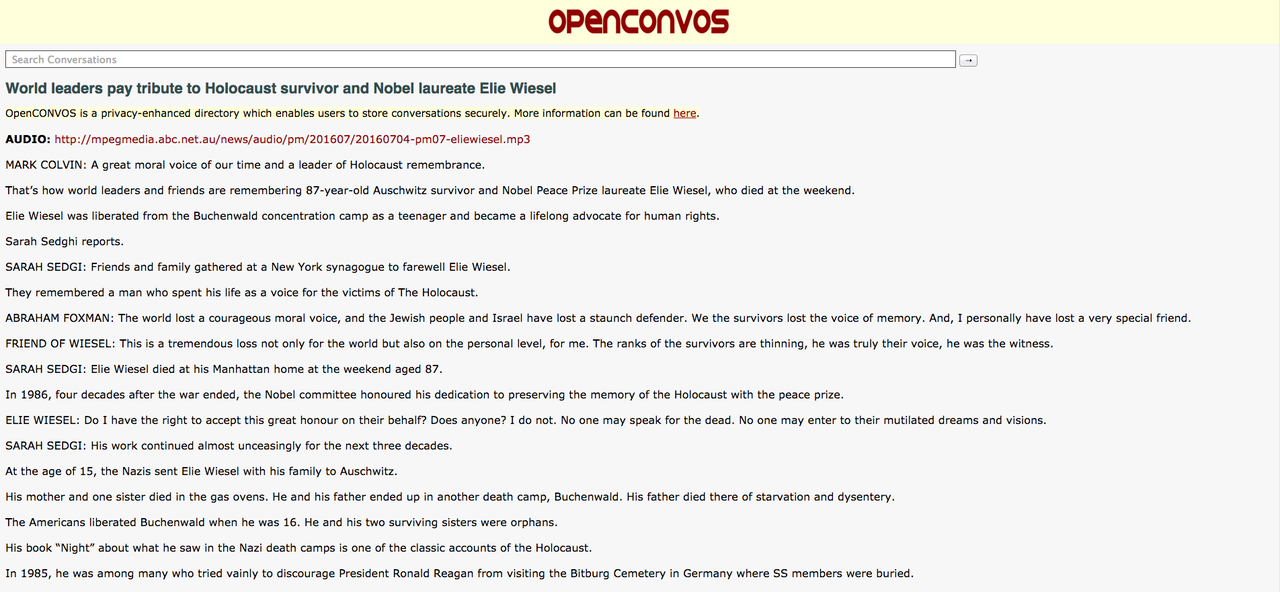 OPENCONVOS
Search Conversations
→
World leaders pay tribute to Holocaust survivor and Nobel laureate Elie Wiesel
OpenCONVOS is a privacy-enhanced directory which enables users to store conversations securely. More information can be found here.
AUDIO: http://mpegmedia.abc.net.au/news/audio/pm/201607/20160704-pm07-eliewiesel.mp3
MARK COLVIN: A great moral voice of our time and a leader of Holocaust remembrance.
That’s how world leaders and friends are remembering 87-year-old Auschwitz survivor and Nobel Peace Prize laureate Elie Wiesel, who died at the weekend.
Elie Wiesel was liberated from the Buchenwald concentration camp as a teenager and became a lifelong advocate for human rights.
Sarah Sedghi reports.
SARAH SEDGI: Friends and family gathered at a New York synagogue to farewell Elie Wiesel.
They remembered a man who spent his life as a voice for the victims of The Holocaust.
ABRAHAM FOXMAN: The world lost a courageous moral voice, and the Jewish people and Israel have lost a staunch defender. We the survivors lost the voice of memory. And, I personally have lost a very special friend.
FRIEND OF WIESEL: This is a tremendous loss not only for the world but also on the personal level, for me. The ranks of the survivors are thinning, he was truly their voice, he was the witness.
SARAH SEDGI: Elie Wiesel died at his Manhattan home at the weekend aged 87.
In 1986, four decades after the war ended, the Nobel committee honoured his dedication to preserving the memory of the Holocaust with the peace prize.
ELIE WIESEL: Do I have the right to accept this great honour on their behalf? Does anyone? I do not. No one may speak for the dead. No one may enter to their mutilated dreams and visions.
SARAH SEDGI: His work continued almost unceasingly for the next three decades.
At the age of 15, the Nazis sent Elie Wiesel with his family to Auschwitz.
His mother and one sister died in the gas ovens. He and his father ended up in another death camp, Buchenwald. His father died there of starvation and dysentery.
The Americans liberated Buchenwald when he was 16. He and his two surviving sisters were orphans.
His book “Night” about what he saw in the Nazi death camps is one of the classic accounts of the Holocaust.
In 1985, he was among many who tried vainly to discourage President Ronald Reagan from visiting the Bitburg Cemetery in Germany where SS members were buried.